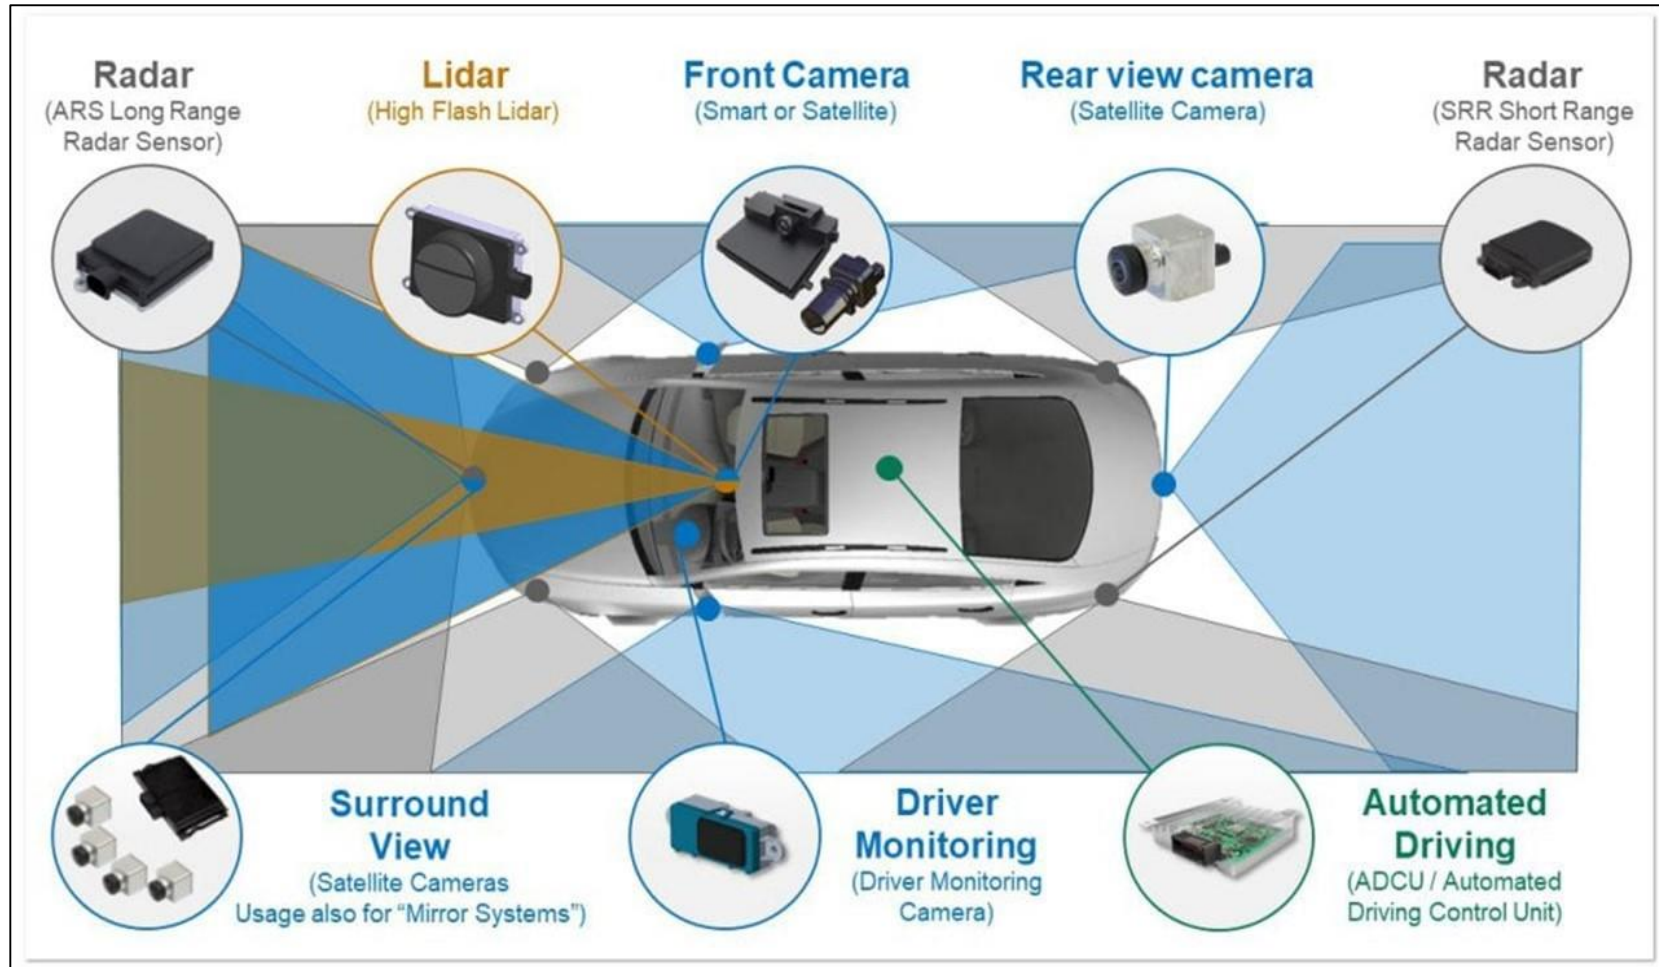 Radar
(ARS Long Range
Radar Sensor)
Lidar
(High Flash Lidar)
Front Camera
(Smart or Satellite)
Rear view camera
(Satellite Camera)
Radar
(SRR Short Range
Radar Sensor)
Surround
View
(Satellite Cameras
Usage also for “Mirror Systems”)
Driver
Monitoring
(Driver Monitoring
Camera)
Automated
Driving
(ADCU / Automated
Driving Control Unit)